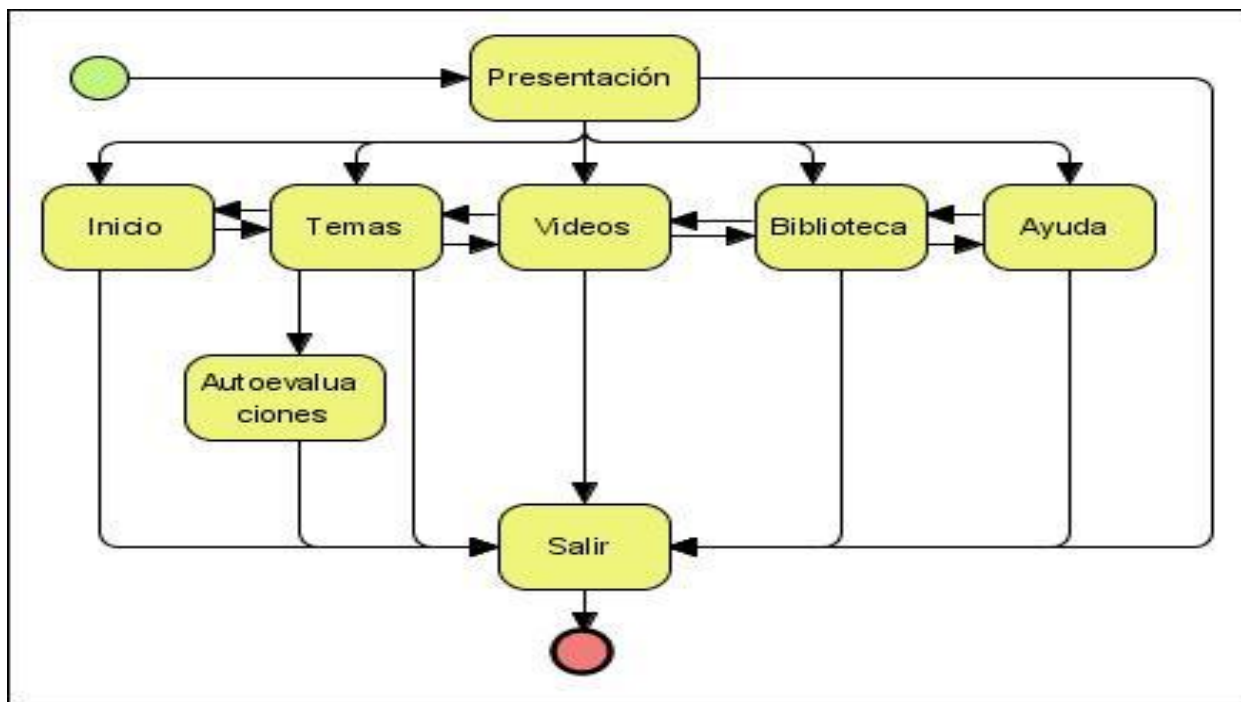 Presentación
Inicio
Temas
Videos
Biblioteca
Ayuda
Autoevalua
ciones
Salir